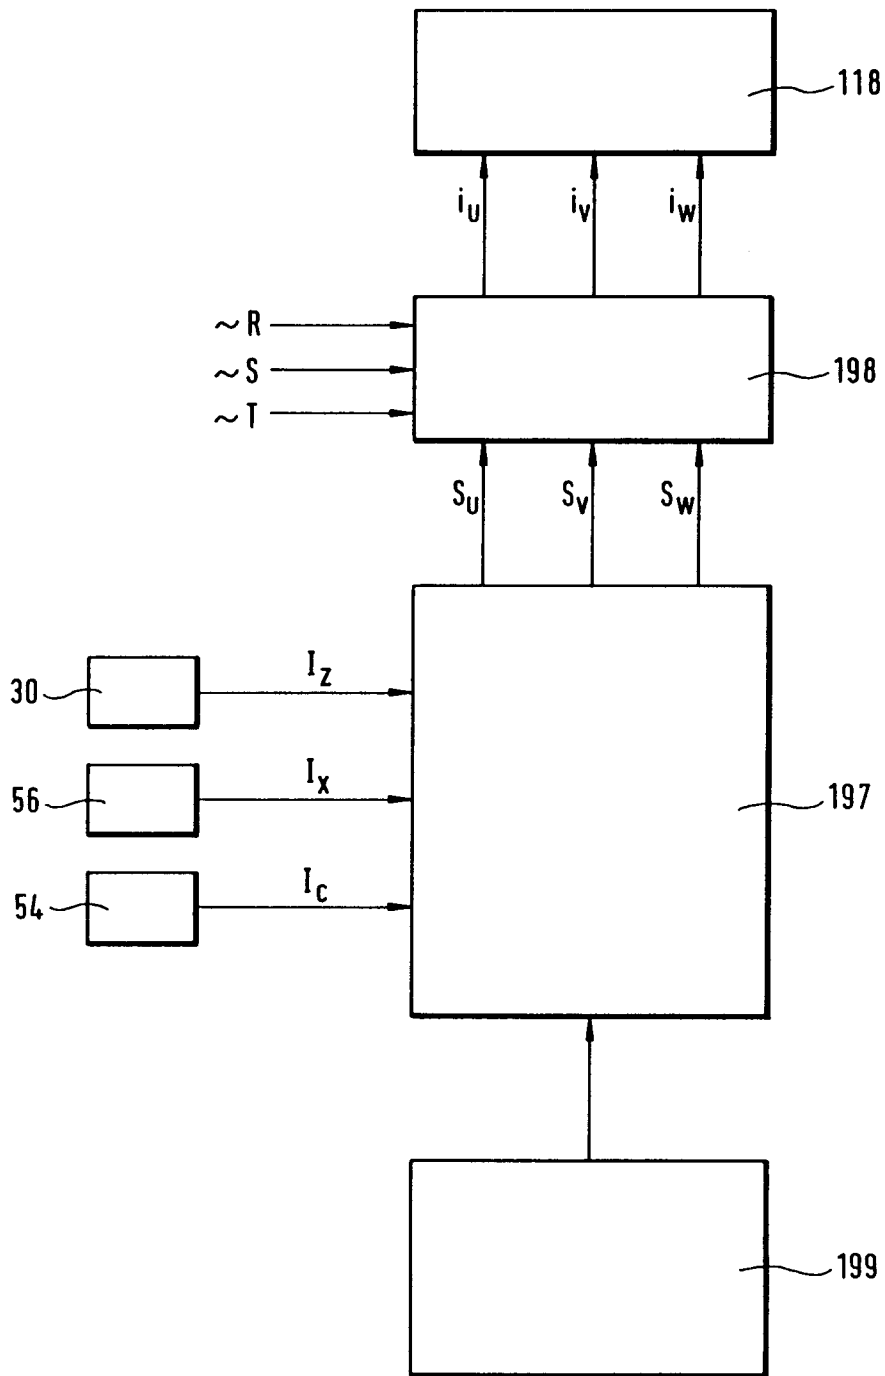 118
i_U i_V i_W
~R
~S
~T
198
S_U S_V S_W
30
I_Z
56
I_X
197
54
I_C
199